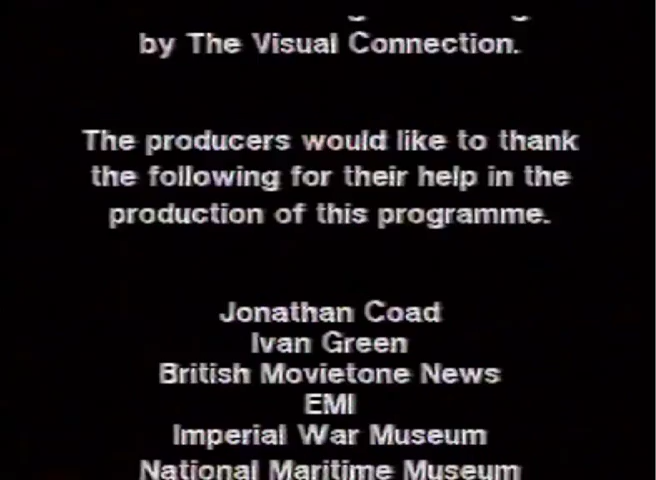 by The Visual Connection.
The producers would like to thank
the following for their help in the
production of this programme.
Jonathan Coad
Ivan Green
British Movietone News
EMI
Imperial War Museum
National Maritime Museum